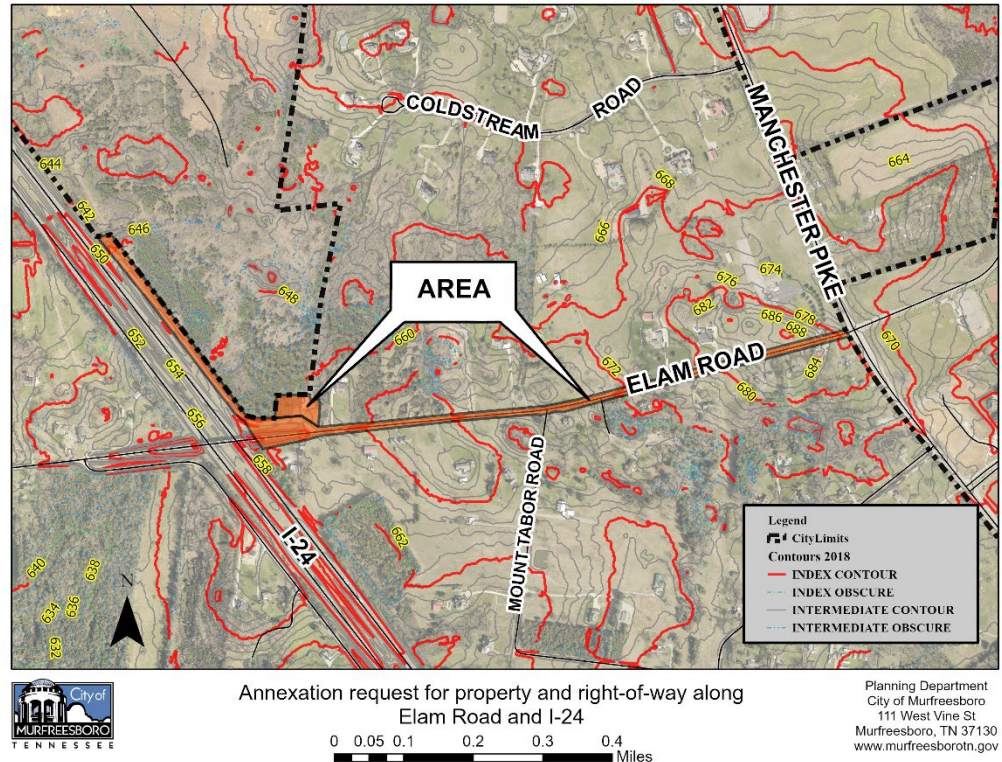 COLDSTREAM ROAD
MANCHESTER PIKE
644
642
646
650
648
652
654
656
658
660
662
664
666
668
670
672
674
676
678
680
682
684
686
688
640
638
636
634
632
AREA
ELAM ROAD
MOUNT TABOR ROAD
I-24
N
Legend
CityLimits
Contours 2018
INDEX CONTOUR
INDEX OBSCURE
INTERMEDIATE CONTOUR
INTERMEDIATE OBSCURE
City of
MURFREESBORO
TENNESSEE
Annexation request for property and right-of-way along
Elam Road and I-24
0 0.05 0.1 0.2 0.3 0.4
Miles
Planning Department
City of Murfreesboro
111 West Vine St
Murfreesboro, TN 37130
www.murfreesborotn.gov